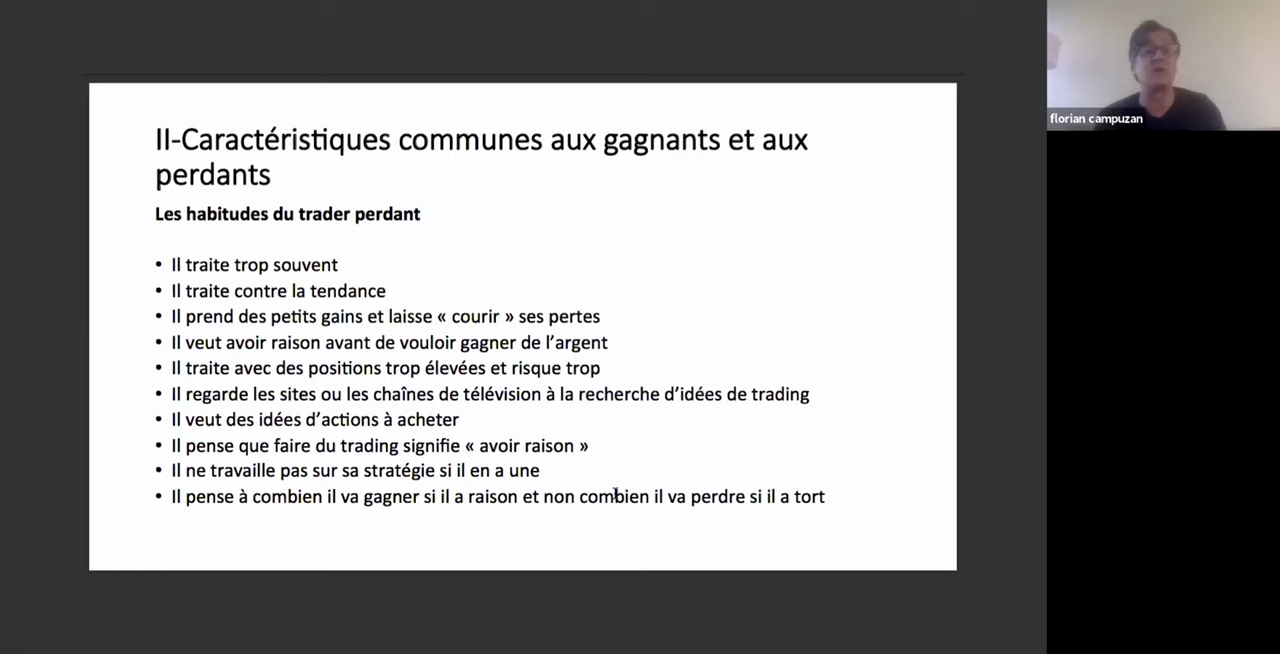 II-Caractéristiques communes aux gagnants et aux
perdants
Les habitudes du trader perdant
• Il traite trop souvent
• Il traite contre la tendance
• Il prend des petits gains et laisse « courir » ses pertes
• Il veut avoir raison avant de vouloir gagner de l’argent
• Il traite avec des positions trop élevées et risque trop
• Il regarde les sites ou les chaînes de télévision à la recherche d’idées de trading
• Il veut des idées d’actions à acheter
• Il pense que faire du trading signifie « avoir raison »
• Il ne travaille pas sur sa stratégie si il en a une
• Il pense à combien il va gagner si il a raison et non combien il va perdre si il a tort
florian campuzan